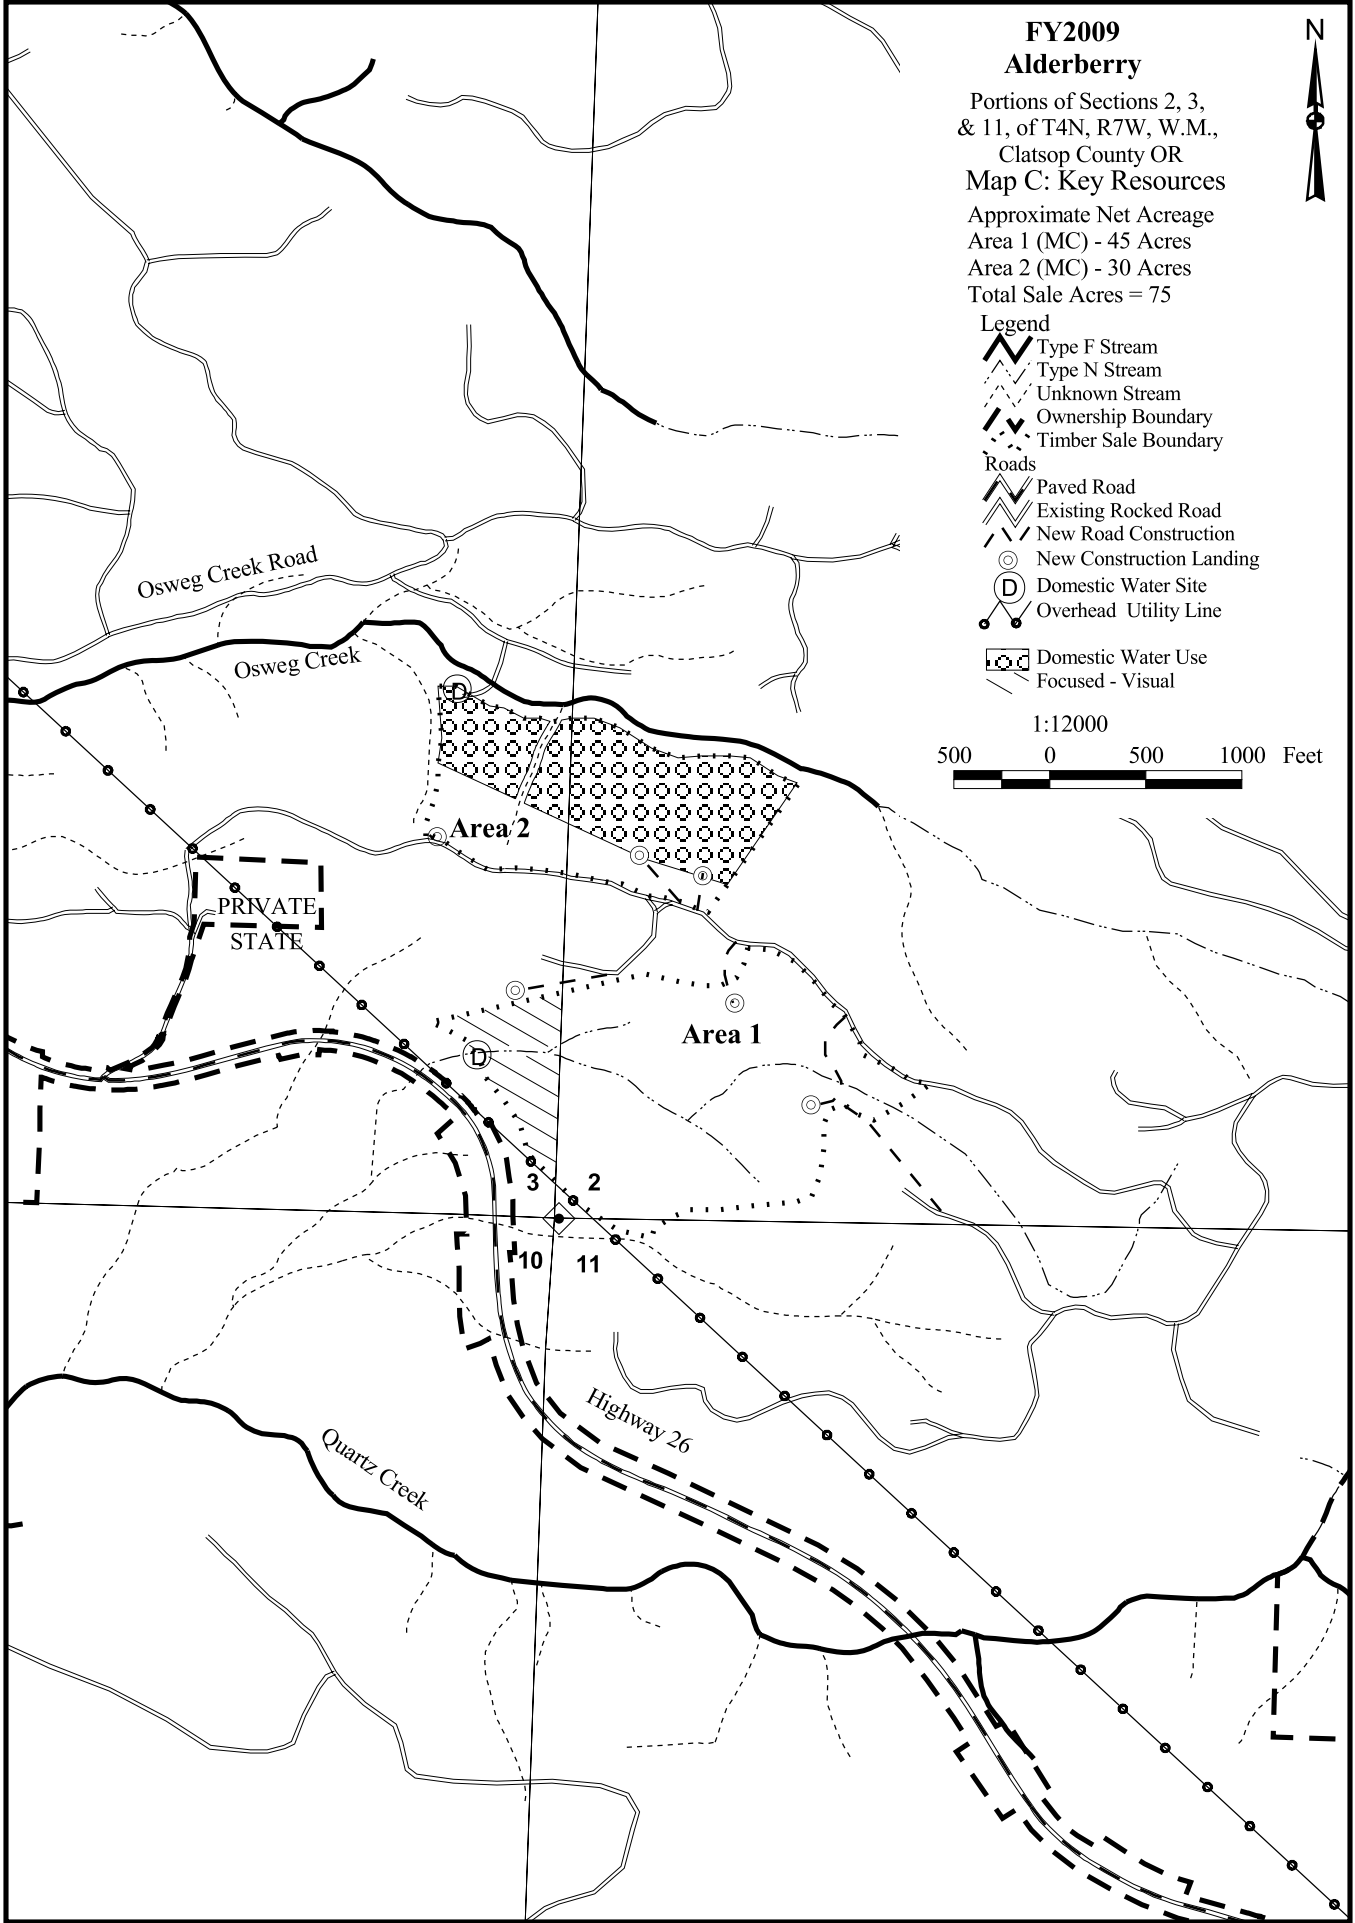 FY2009
Alderberry
N
Portions of Sections 2, 3,
& 11, of T4N, R7W, W.M.,
Clatsop County OR
Map C: Key Resources
Approximate Net Acreage
Area 1 (MC) - 45 Acres
Area 2 (MC) - 30 Acres
Total Sale Acres = 75
Legend
Type F Stream
Type N Stream
Unknown Stream
Ownership Boundary
Timber Sale Boundary
Roads
Paved Road
Existing Rocked Road
New Road Construction
New Construction Landing
D Domestic Water Site
Overhead Utility Line
Domestic Water Use
Focused - Visual
1:12000
500 0 500 1000 Feet
Osweg Creek Road
Osweg Creek
D
Area 2
PRIVATE
STATE
Area 1
D
3 2
10 11
Highway 26
Quartz Creek